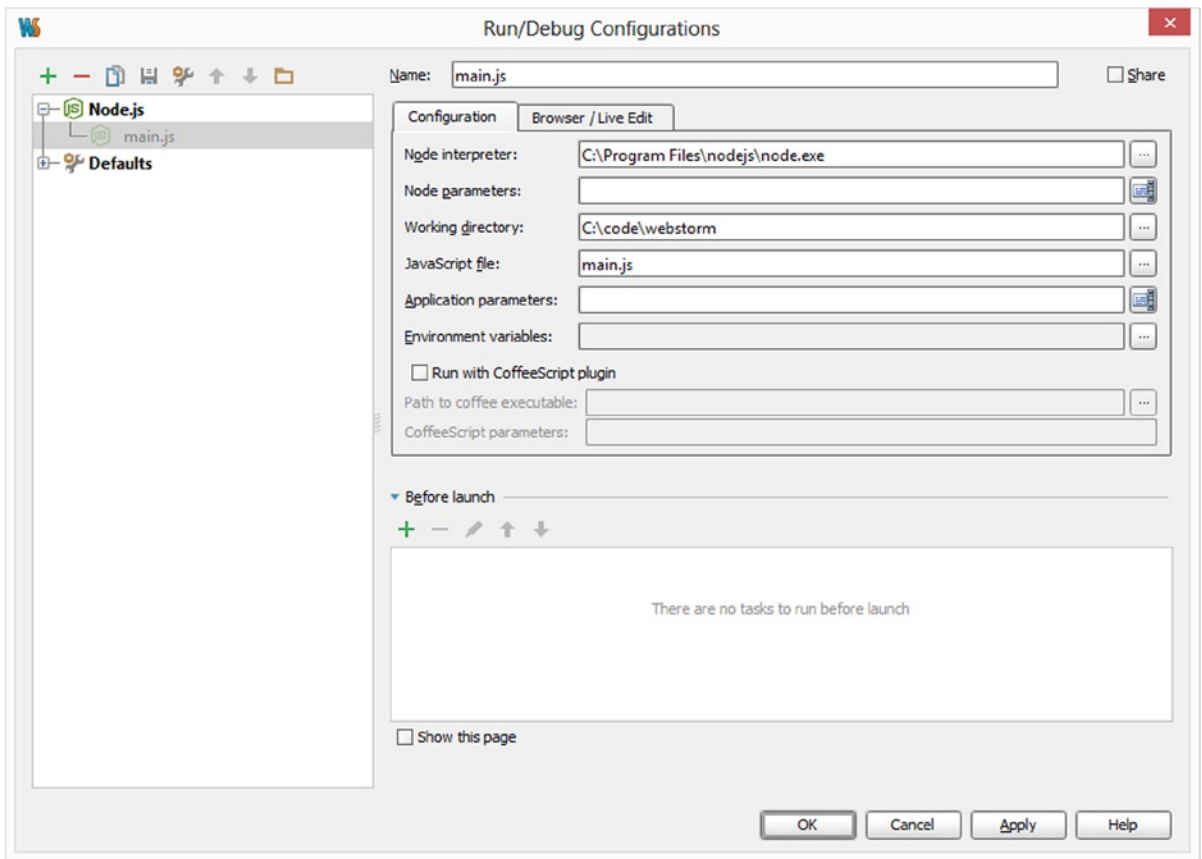 WS Run/Debug Configurations
Name: main.js Share
JS Node.js
JS main.js
Defaults
Configuration Browser / Live Edit
Node interpreter: C:\Program Files\nodejs\node.exe ...
Node parameters:
Working directory: C:\code\webstorm ...
JavaScript file: main.js ...
Application parameters:
Environment variables: ...
Run with CoffeeScript plugin
Path to coffee executable: ...
CoffeeScript parameters:
Before launch
There are no tasks to run before launch
Show this page
OK Cancel Apply Help